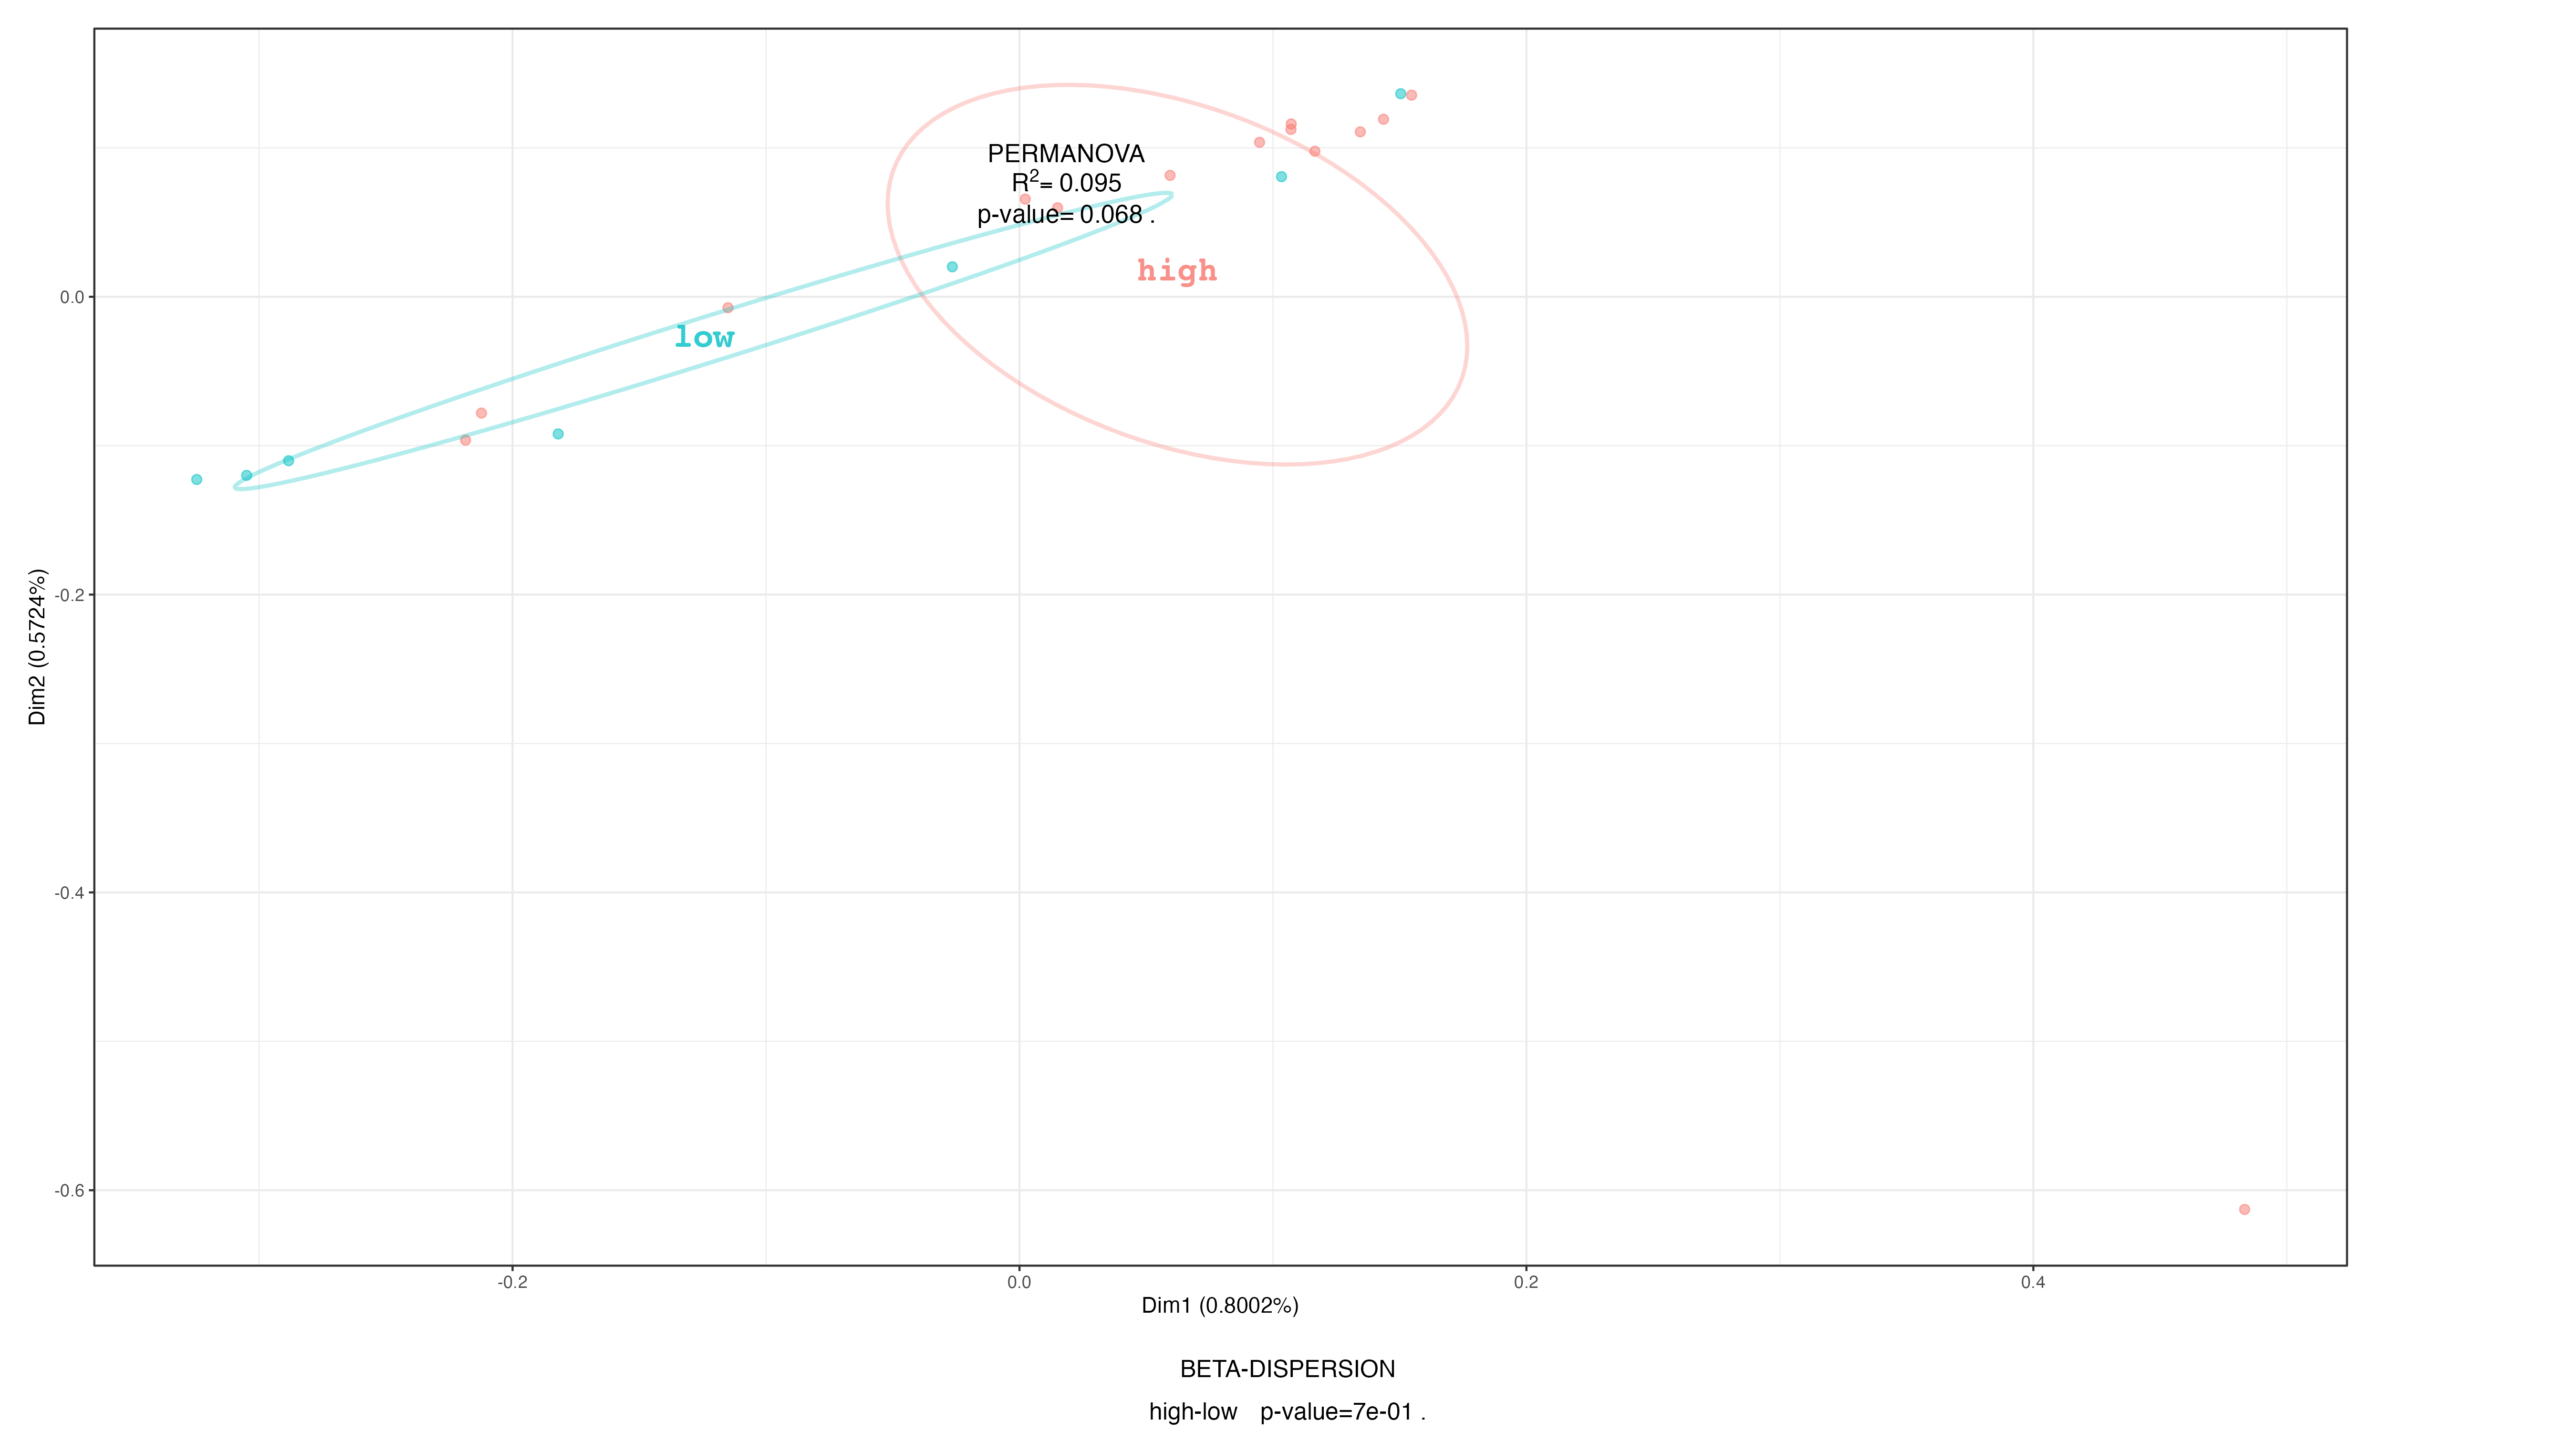 PERMANOVA
R²= 0.095
p-value= 0.068 .
high
low
0.0
-0.2
-0.4
-0.6
Dim2 (0.5724%)
-0.2 0.0 0.2 0.4
Dim1 (0.8002%)
BETA-DISPERSION
high-low p-value=7e-01 .